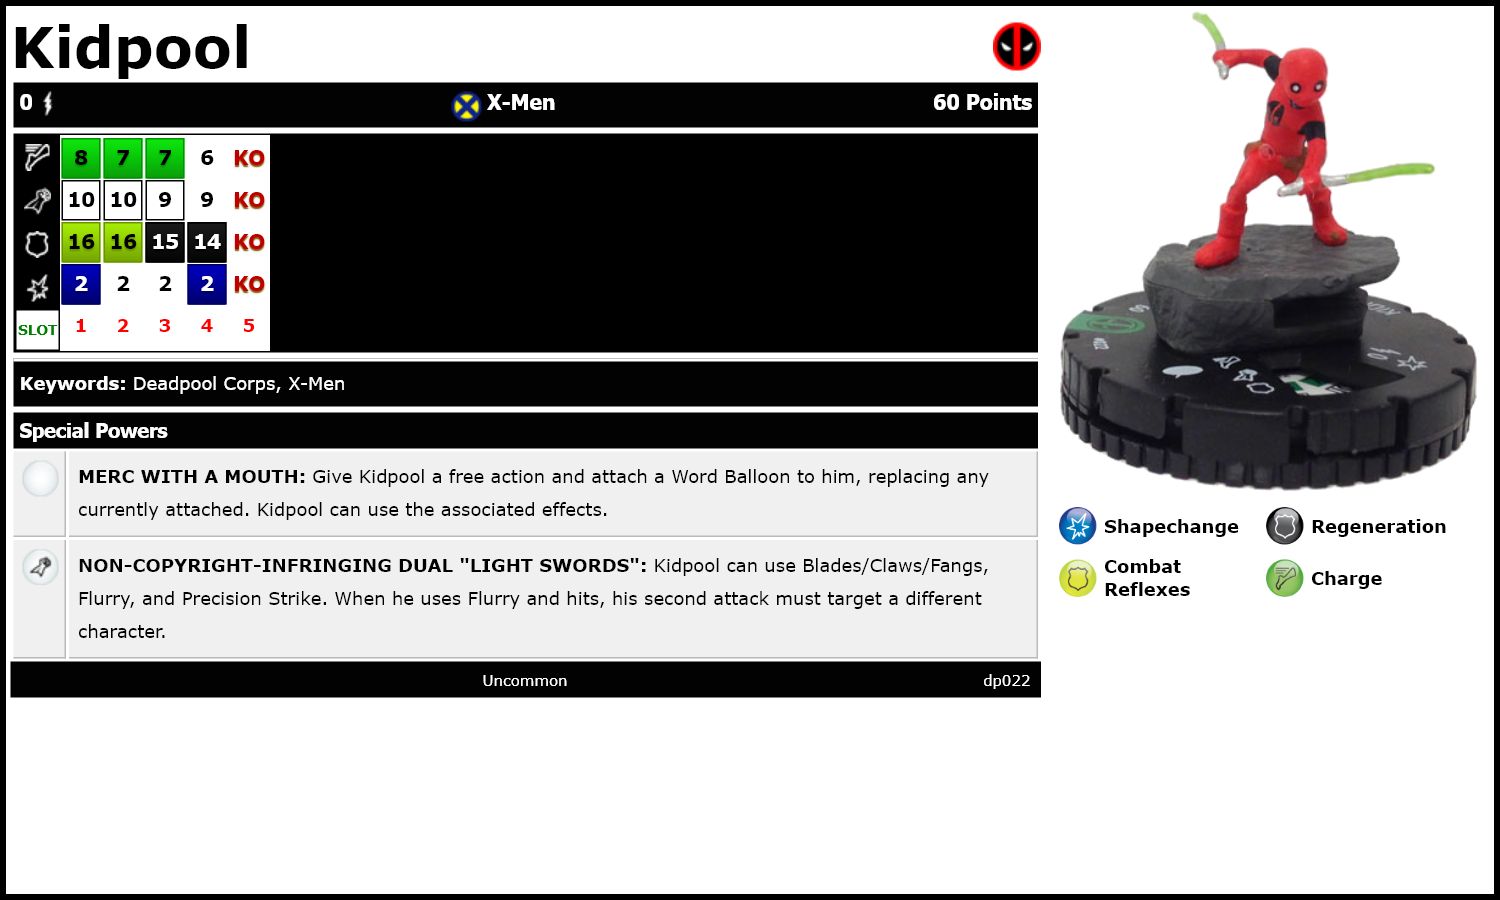 Kidpool
0 X-Men 60 Points
8 7 7 6 KO
10 10 9 9 KO
16 16 15 14 KO
2 2 2 2 KO
SLOT 1 2 3 4 5
Keywords: Deadpool Corps, X-Men
Special Powers
MERC WITH A MOUTH: Give Kidpool a free action and attach a Word Balloon to him, replacing any
currently attached. Kidpool can use the associated effects.
NON-COPYRIGHT-INFRINGING DUAL "LIGHT SWORDS": Kidpool can use Blades/Claws/Fangs,
Flurry, and Precision Strike. When he uses Flurry and hits, his second attack must target a different
character.
Uncommon dp022
50
#022
0
Shapechange Regeneration
Combat
Reflexes
Charge